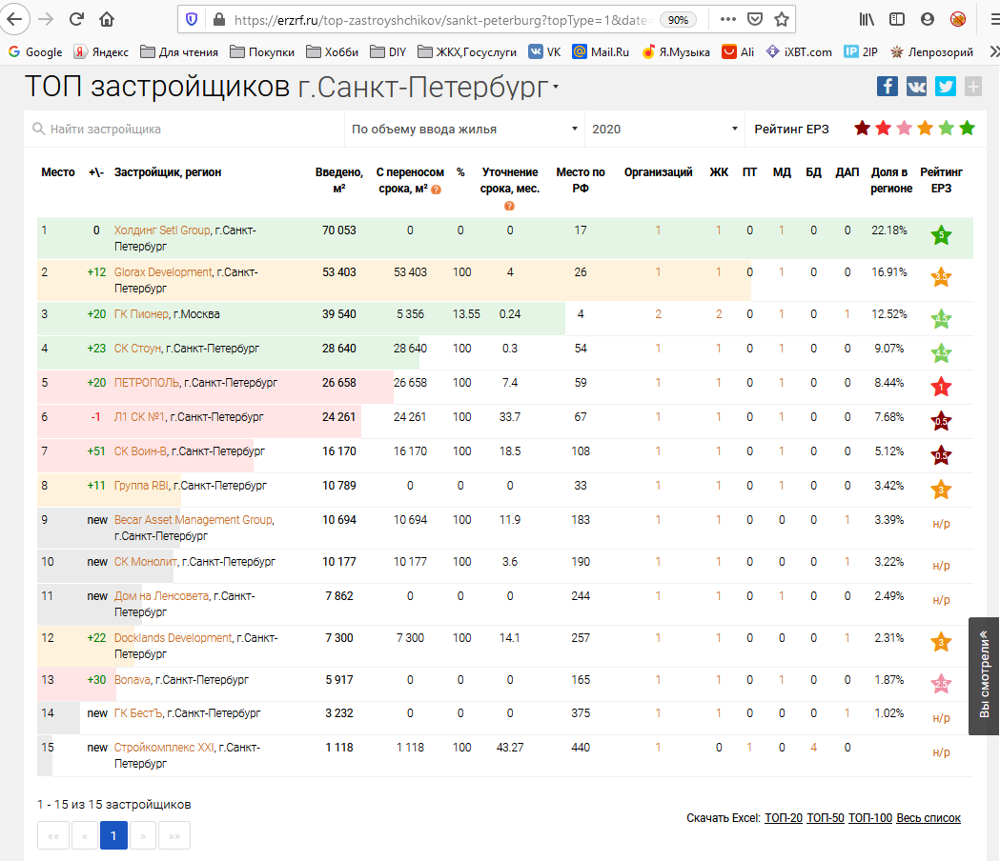 https://erzrf.ru/top-zastroyshchikov/sankt-peterburg?topType=1&date= 90%
Google Яндекс Для чтения Покупки Хобби DIY ЖКХ,Госуслуги VK Mail.Ru Я.Музыка Ali iXBT.com 2IP Лепрозорий
ТОП застройщиков г.Санкт-Петербург
Найти застройщика По объему ввода жилья 2020 Рейтинг ЕРЗ
Место +\- Застройщик, регион Введено, С переносом % Уточнение Место по Организаций ЖК ПТ МД БД ДАП Доля в Рейтинг
м² срока, м² ? срока, мес. РФ регионе ЕРЗ
?
1 0 Холдинг Setl Group, г.Санкт- 70 053 0 0 0 17 1 1 0 1 0 0 22.18% 5
Петербург
2 +12 Glorax Development, г.Санкт- 53 403 53 403 100 4 26 1 1 0 1 0 0 16.91% 3.5
Петербург
3 +20 ГК Пионер, г.Москва 39 540 5 356 13.55 0.24 4 2 2 0 1 0 1 12.52% 4.5
4 +23 СК Стоун, г.Санкт-Петербург 28 640 28 640 100 0.3 54 1 1 0 1 0 0 9.07% 4.5
5 +20 ПЕТРОПОЛЬ, г.Санкт-Петербург 26 658 26 658 100 7.4 59 1 1 0 1 0 0 8.44% 1
6 -1 Л1 СК №1, г.Санкт-Петербург 24 261 24 261 100 33.7 67 1 1 0 1 0 0 7.68% 0.5
7 +51 СК Воин-В, г.Санкт-Петербург 16 170 16 170 100 18.5 108 1 1 0 1 0 0 5.12% 0.5
8 +11 Группа RBI, г.Санкт-Петербург 10 789 0 0 0 33 1 1 0 1 0 0 3.42% 3
9 new Becar Asset Management Group, 10 694 10 694 100 11.9 183 1 1 0 0 0 1 3.39% н/р
г.Санкт-Петербург
10 new СК Монолит, г.Санкт-Петербург 10 177 10 177 100 3.6 190 1 1 0 0 0 1 3.22% н/р
11 new Дом на Ленсовета, г.Санкт- 7 862 0 0 0 244 1 1 0 1 0 0 2.49% н/р
Петербург
12 +22 Docklands Development, г.Санкт- 7 300 7 300 100 14.1 257 1 1 0 0 0 1 2.31% 3
Петербург
13 +30 Bonava, г.Санкт-Петербург 5 917 0 0 0 165 1 1 0 1 0 0 1.87% 2.5
14 new ГК БестЪ, г.Санкт-Петербург 3 232 0 0 0 375 1 1 0 0 0 1 1.02% н/р
15 new Стройкомплекс XXI, г.Санкт- 1 118 1 118 100 43.27 440 1 0 1 0 4 0 н/р
Петербург
Вы смотрели
1 - 15 из 15 застройщиков
Скачать Excel: ТОП-20 ТОП-50 ТОП-100 Весь список
«« « 1 » »»